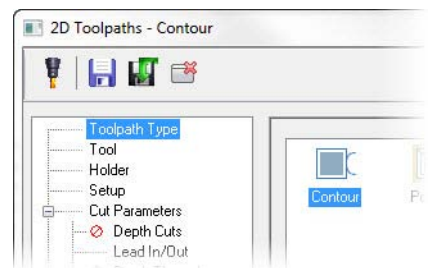 2D Toolpaths - Contour
Toolpath Type
Tool
Holder
Setup
Cut Parameters
Depth Cuts
Lead In/Out
Contour